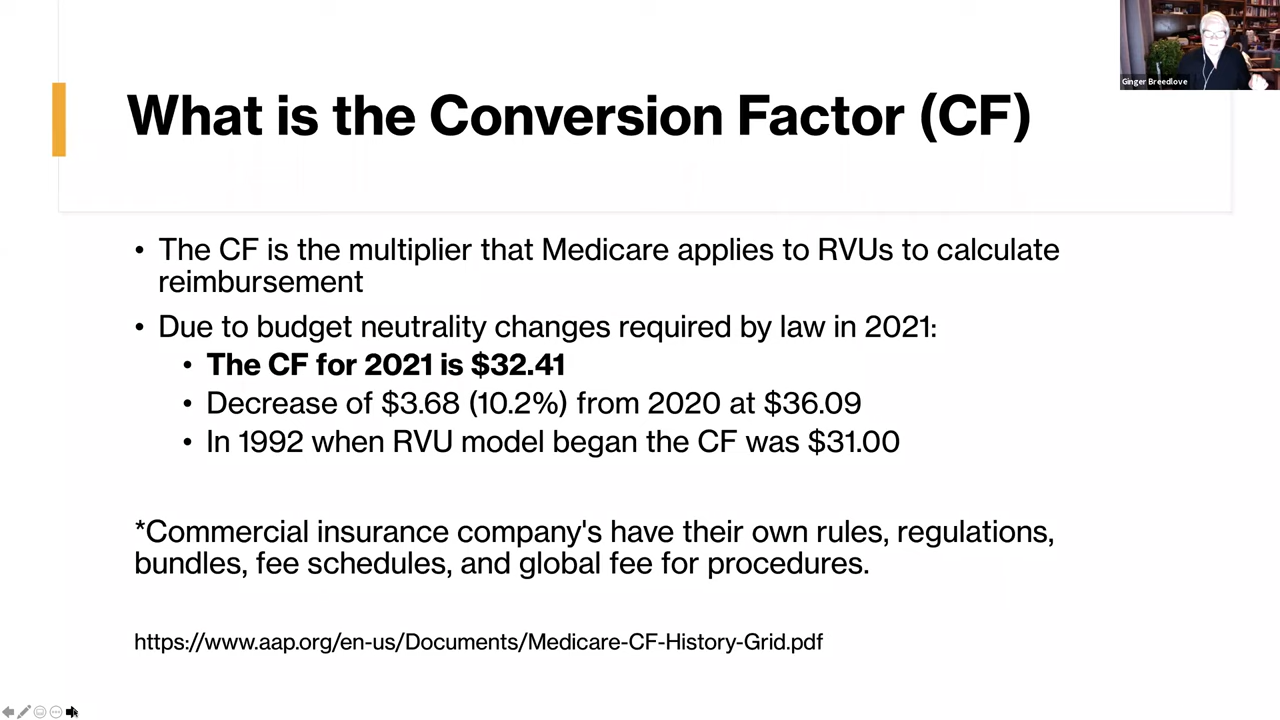 Ginger Breedlove
What is the Conversion Factor (CF)
• The CF is the multiplier that Medicare applies to RVUs to calculate
reimbursement
• Due to budget neutrality changes required by law in 2021:
• The CF for 2021 is $32.41
• Decrease of $3.68 (10.2%) from 2020 at $36.09
• In 1992 when RVU model began the CF was $31.00
*Commercial insurance company's have their own rules, regulations,
bundles, fee schedules, and global fee for procedures.
https://www.aap.org/en-us/Documents/Medicare-CF-History-Grid.pdf